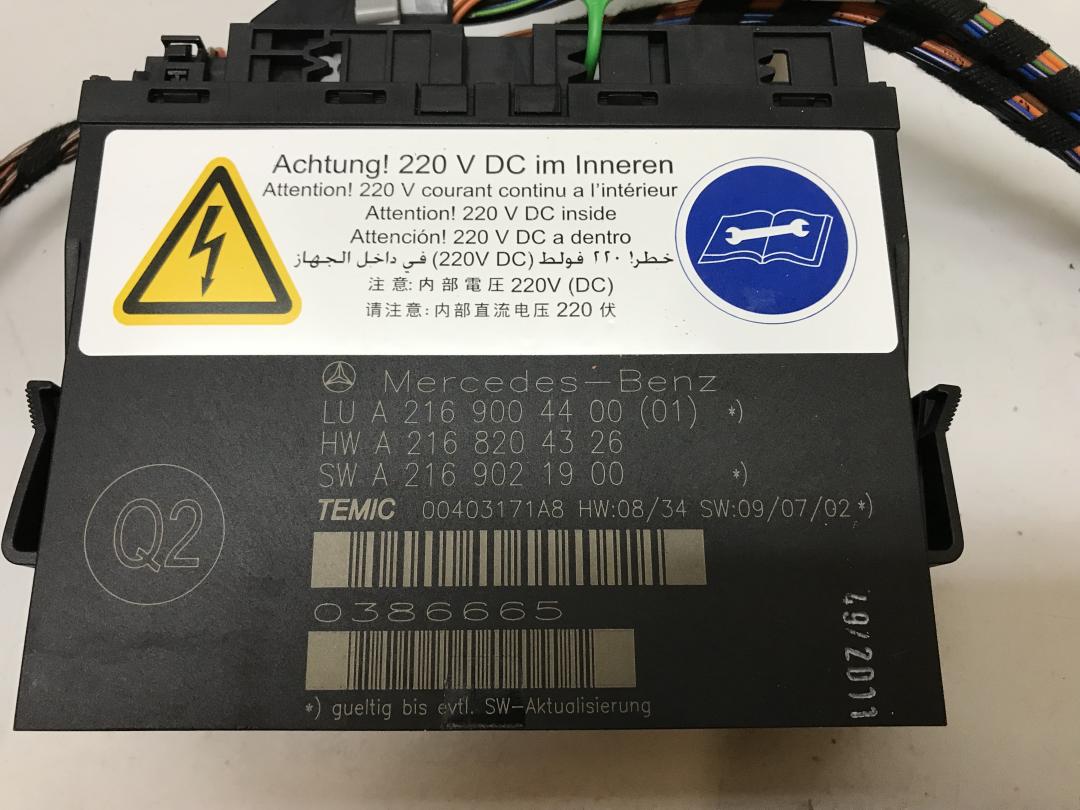 Achtung! 220 V DC im Inneren
Attention! 220 V courant continu a l'intérieur
Attention! 220 V DC inside
Atención! 220 V DC a dentro
خطر! ٢٢٠ فولط (220V DC) في داخل الجهاز
注意: 内部電圧 220V (DC)
请注意: 内部直流电压 220 伏
Mercedes-Benz
LU A 216 900 44 00 (01) *)
HW A 216 820 43 26
SW A 216 902 19 00 *)
TEMIC 00403171A8 HW:08/34 SW:09/07/02 *)
Q2
0386665
49/2011
*) gueltig bis evtl. SW-Aktualisierung